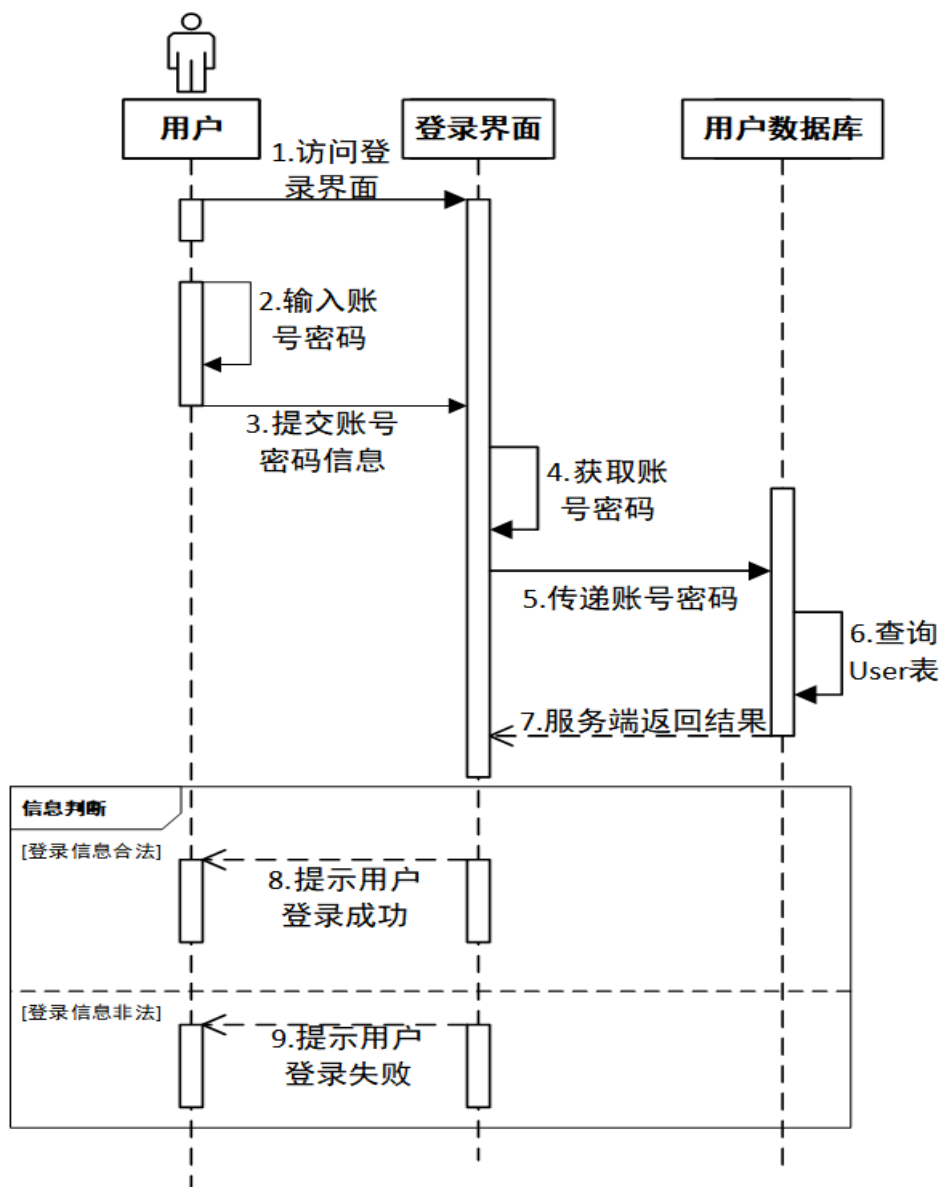 用户
登录界面
用户数据库
1.访问登
录界面
2.输入账
号密码
3.提交账号
密码信息
4.获取账
号密码
5.传递账号密码
6.查询
User表
7.服务端返回结果
信息判断
[登录信息合法]
8.提示用户
登录成功
[登录信息非法]
9.提示用户
登录失败